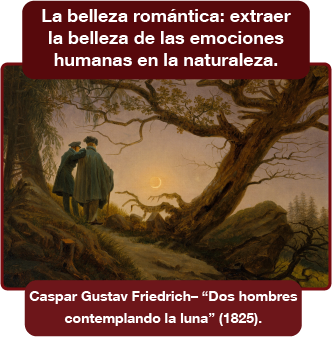 La belleza romántica: extraer
la belleza de las emociones
humanas en la naturaleza.
Caspar Gustav Friedrich– “Dos hombres
contemplando la luna” (1825).